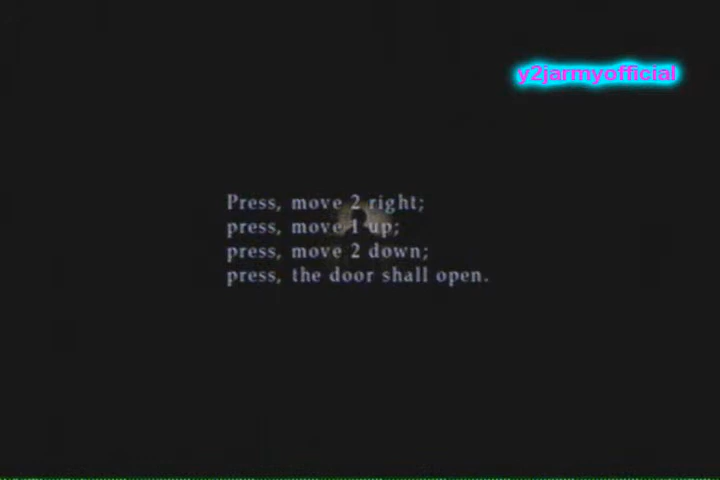 y2jarmyofficial
Press, move 2 right;
press, move 1 up;
press, move 2 down;
press, the door shall open.